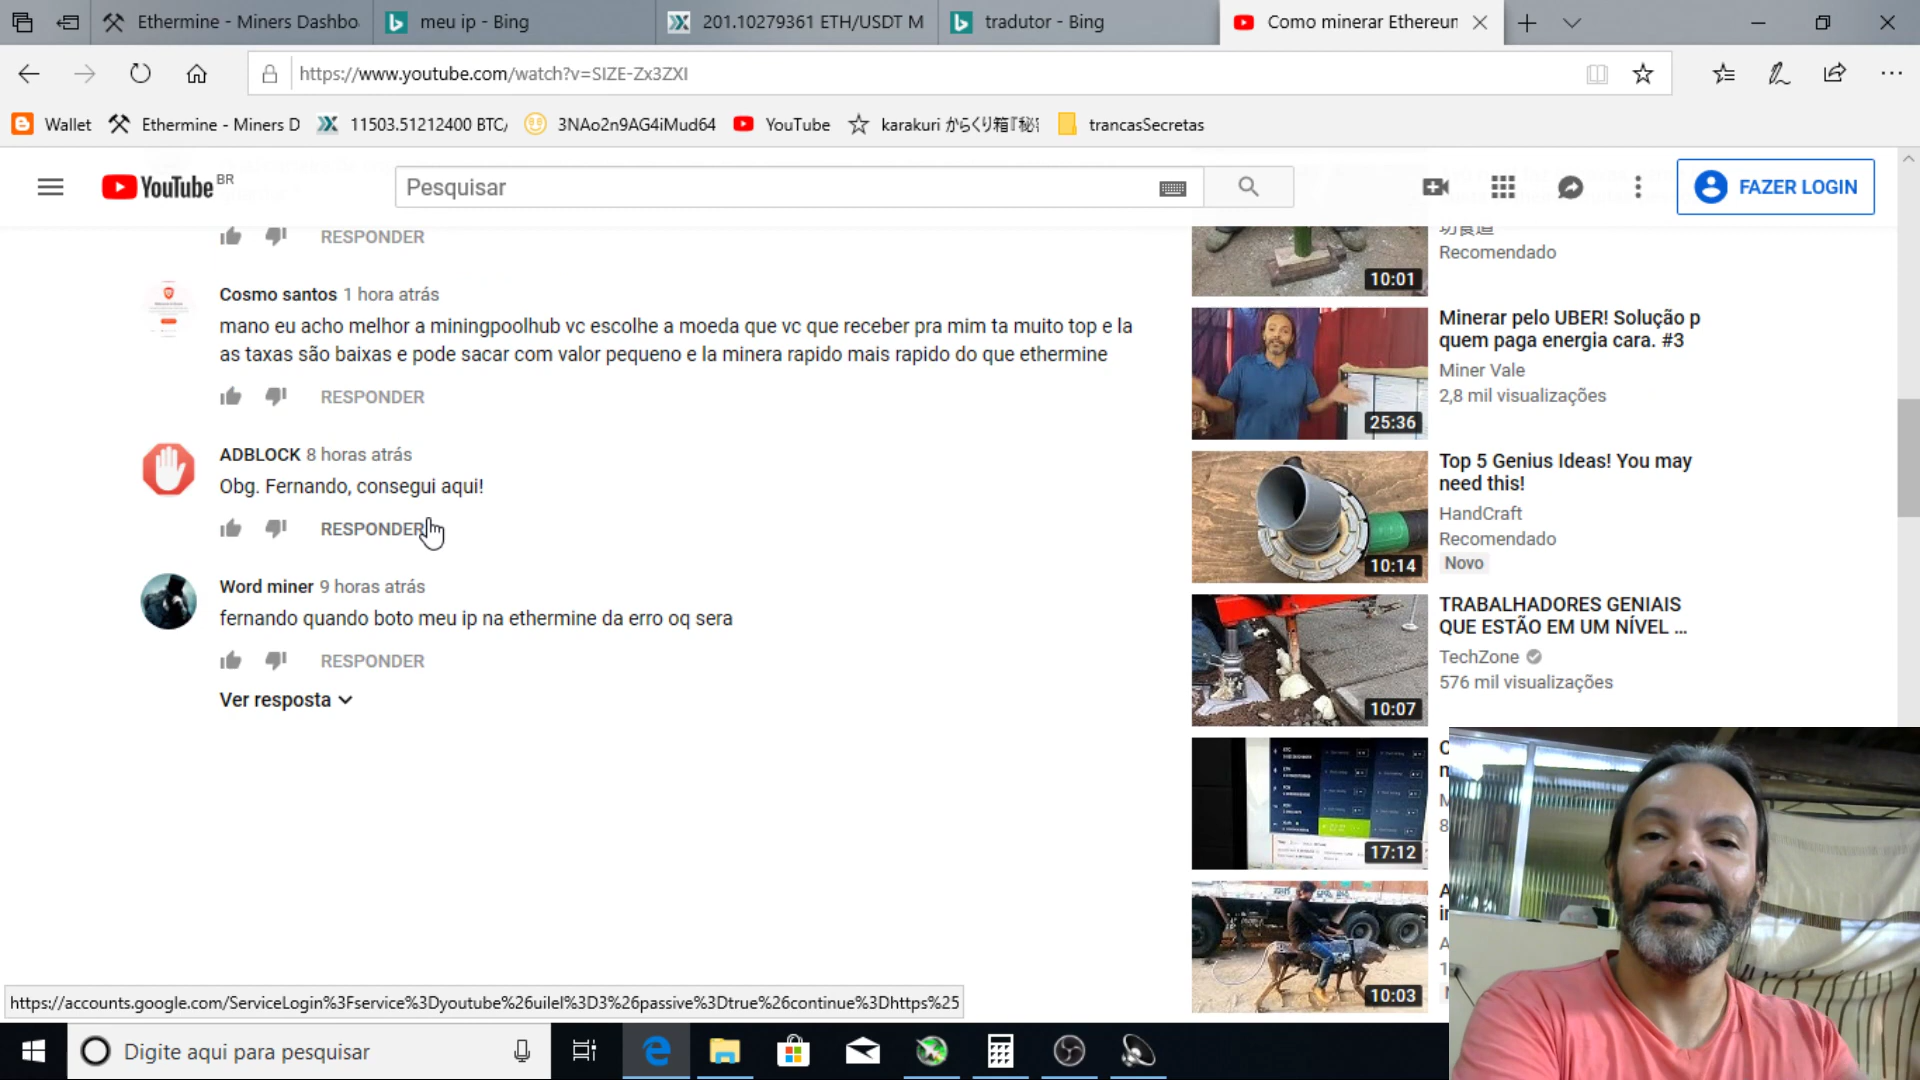 Ethermine - Miners Dashbo
meu ip - Bing
201.10279361 ETH/USDT M
tradutor - Bing
Como minerar Ethereun
https://www.youtube.com/watch?v=SIZE-Zx3ZXI
Wallet
Ethermine - Miners D
11503.51212400 BTC/
3NAo2n9AG4iMud64
YouTube
karakuri からくり箱『秘
trancasSecretas
YouTube BR
Pesquisar
FAZER LOGIN
RESPONDER
Cosmo santos 1 hora atrás
mano eu acho melhor a miningpoolhub vc escolhe a moeda que vc que receber pra mim ta muito top e la
as taxas são baixas e pode sacar com valor pequeno e la minera rapido mais rapido do que ethermine
RESPONDER
ADBLOCK 8 horas atrás
Obg. Fernando, consegui aqui!
RESPONDER
Word miner 9 horas atrás
fernando quando boto meu ip na ethermine da erro oq sera
RESPONDER
Ver resposta
Recomendado
10:01
Minerar pelo UBER! Solução p
quem paga energia cara. #3
Miner Vale
2,8 mil visualizações
25:36
Top 5 Genius Ideas! You may
need this!
HandCraft
Recomendado
Novo
10:14
TRABALHADORES GENIAIS
QUE ESTÃO EM UM NÍVEL ...
TechZone
576 mil visualizações
10:07
17:12
10:03
https://accounts.google.com/ServiceLogin%3Fservice%3Dyoutube%26uilel%3D3%26passive%3Dtrue%26continue%3Dhttps%25
Digite aqui para pesquisar